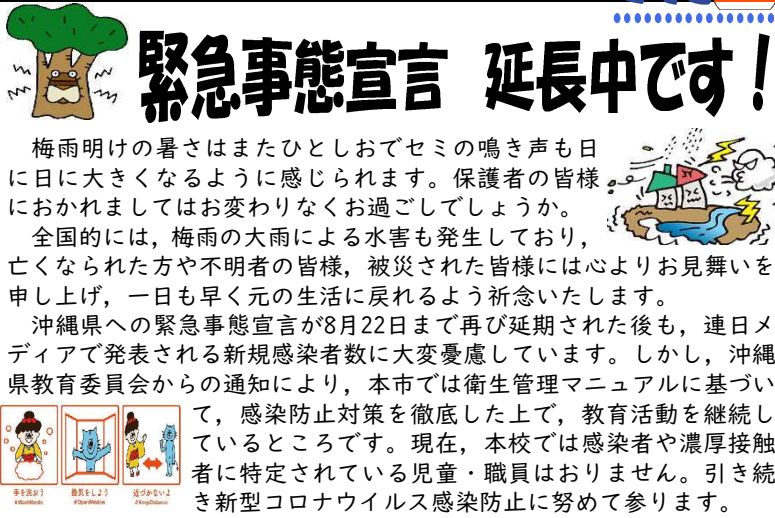 緊急事態宣言 延長中です!
　梅雨明けの暑さはまたひとしおでセミの鳴き声も日
に日に大きくなるように感じられます。保護者の皆様
におかれましてはお変わりなくお過ごしでしょうか。
　全国的には，梅雨の大雨による水害も発生しており，
亡くなられた方や不明者の皆様，被災された皆様には心よりお見舞いを
申し上げ，一日も早く元の生活に戻れるよう祈念いたします。
　沖縄県への緊急事態宣言が8月22日まで再び延期された後も，連日メ
ディアで発表される新規感染者数に大変憂慮しています。しかし，沖縄
県教育委員会からの通知により，本市では衛生管理マニュアルに基づい
て，感染防止対策を徹底した上で，教育活動を継続し
ているところです。現在，本校では感染者や濃厚接触
者に特定されている児童・職員はおりません。引き続
き新型コロナウイルス感染防止に努めて参ります。
手を洗おう
#WashHands
換気をしよう
#OpenWindow
近づかないよ
#KeepDistance